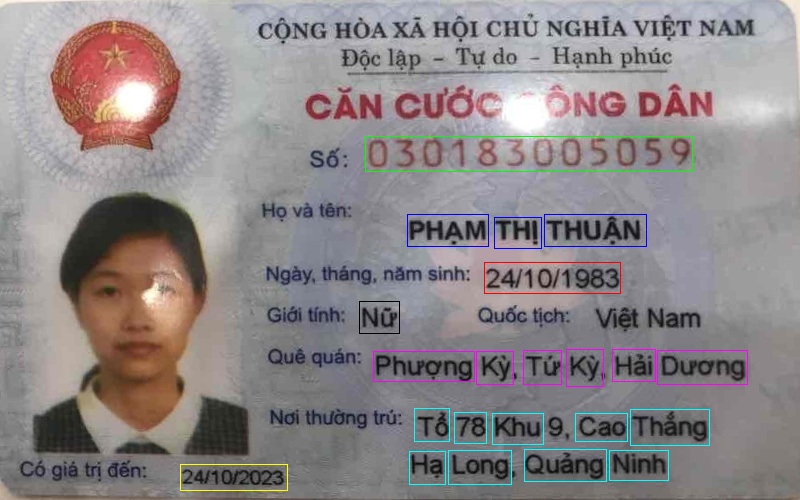 CỘNG HÒA XÃ HỘI CHỦ NGHĨA VIỆT NAM
Độc lập - Tự do - Hạnh phúc
CĂN CƯỚC CÔNG DÂN
Số: 030183005059
Họ và tên:
PHẠM THỊ THUẬN
Ngày, tháng, năm sinh: 24/10/1983
Giới tính: Nữ Quốc tịch: Việt Nam
Quê quán: Phượng Kỳ, Tứ Kỳ, Hải Dương
Nơi thường trú: Tổ 78 Khu 9, Cao Thắng
Hạ Long, Quảng Ninh
Có giá trị đến: 24/10/2023